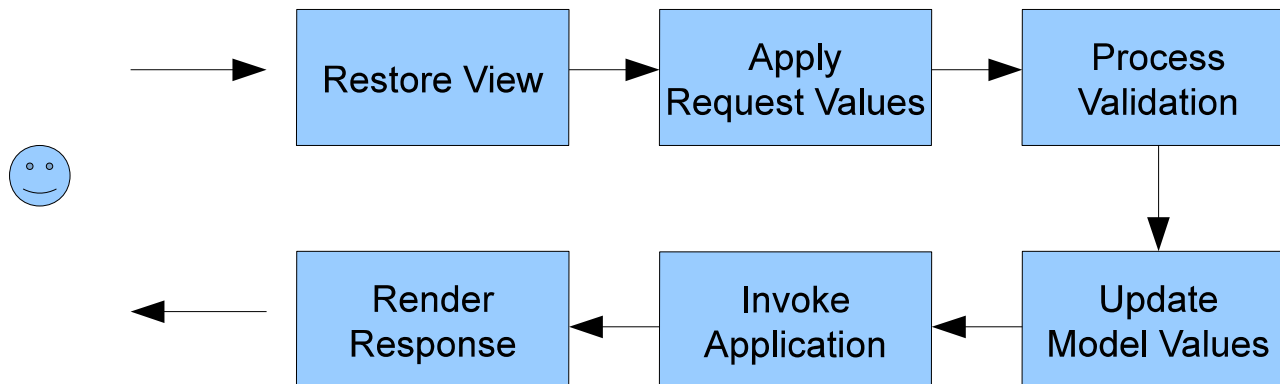 Restore View
Apply
Request Values
Process
Validation
Update
Model Values
Invoke
Application
Render
Response